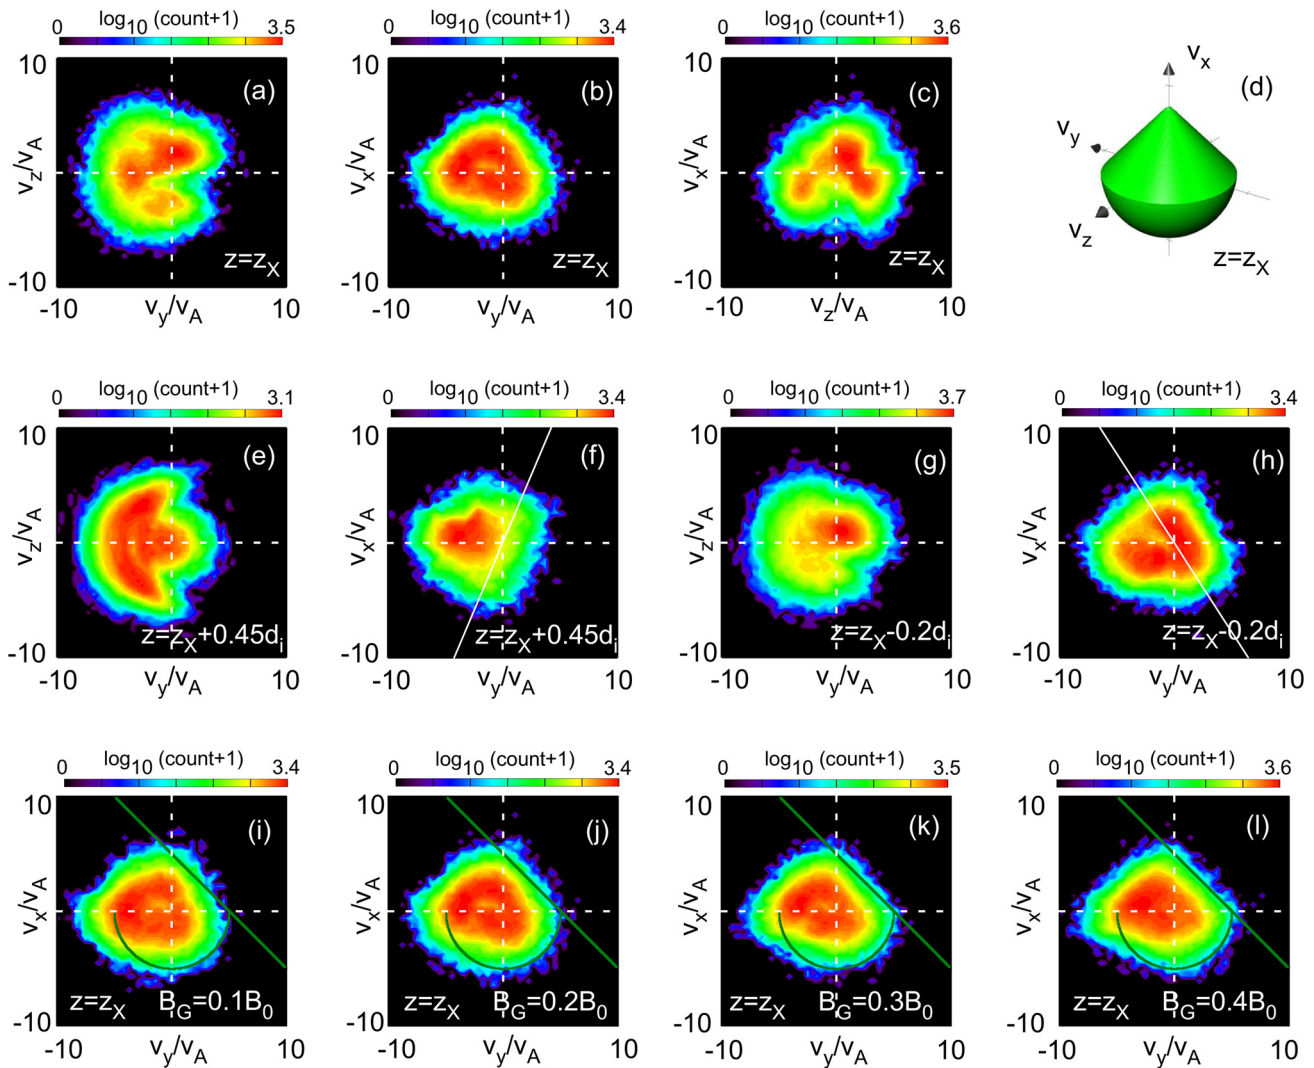 0 log10 (count+1) 3.5
0 log10 (count+1) 3.4
0 log10 (count+1) 3.6
10 (a) vz/vA z=zX -10
-10 vy/vA 10
10 (b) vx/vA z=zX -10
-10 vy/vA 10
10 (c) vx/vA z=zX -10
-10 vz/vA 10
(d) vx vy vz z=zX
0 log10 (count+1) 3.1
0 log10 (count+1) 3.4
0 log10 (count+1) 3.7
0 log10 (count+1) 3.4
10 (e) vz/vA z=zX+0.45di -10
-10 vy/vA 10
10 (f) vx/vA z=zX+0.45di -10
-10 vy/vA 10
10 (g) vz/vA z=zX-0.2di -10
-10 vy/vA 10
10 (h) vx/vA z=zX-0.2di -10
-10 vy/vA 10
0 log10 (count+1) 3.4
0 log10 (count+1) 3.4
0 log10 (count+1) 3.5
0 log10 (count+1) 3.6
10 (i) vx/vA z=zX BG=0.1B0 -10
-10 vy/vA 10
10 (j) vx/vA z=zX BG=0.2B0 -10
-10 vy/vA 10
10 (k) vx/vA z=zX BG=0.3B0 -10
-10 vy/vA 10
10 (l) vx/vA z=zX BG=0.4B0 -10
-10 vy/vA 10